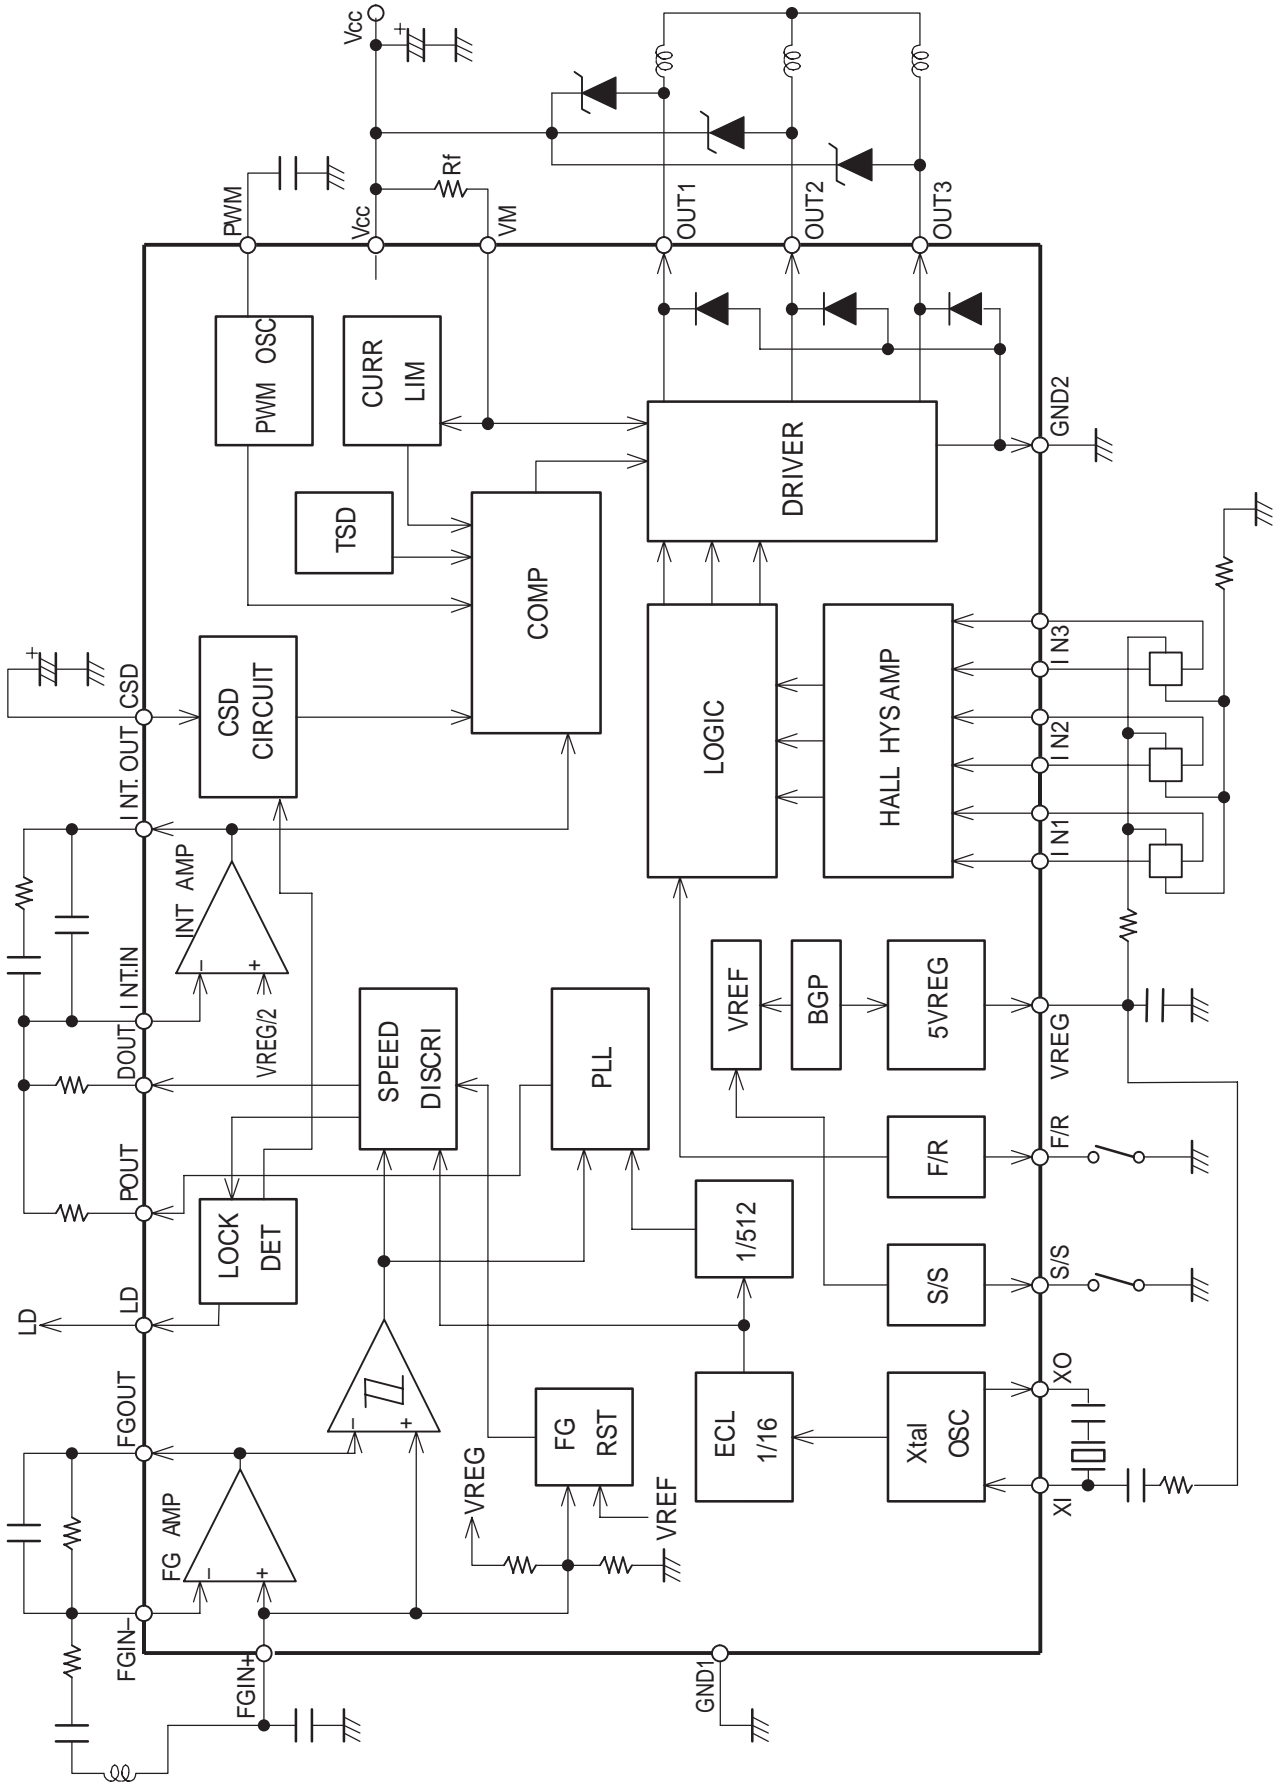 FGIN–
FG AMP
FGOUT
LD
LD
POUT
DOUT
INT.IN
INT AMP
INT. OUT
CSD
PWM
Vcc
Vcc
+
Rf
VM
OUT1
OUT2
OUT3
GND2
IN3
IN2
IN1
VREG
F/R
S/S
XO
XI
GND1
FGIN+
–
+
–
+
–
+
+
VREG/2
LOCK
DET
CSD
CIRCUIT
PWM OSC
CURR
LIM
TSD
COMP
SPEED
DISCRI
PLL
FG
RST
VREG
VREF
ECL
1/16
1/512
Xtal
OSC
S/S
F/R
VREF
BGP
5VREG
LOGIC
HALL HYS AMP
DRIVER